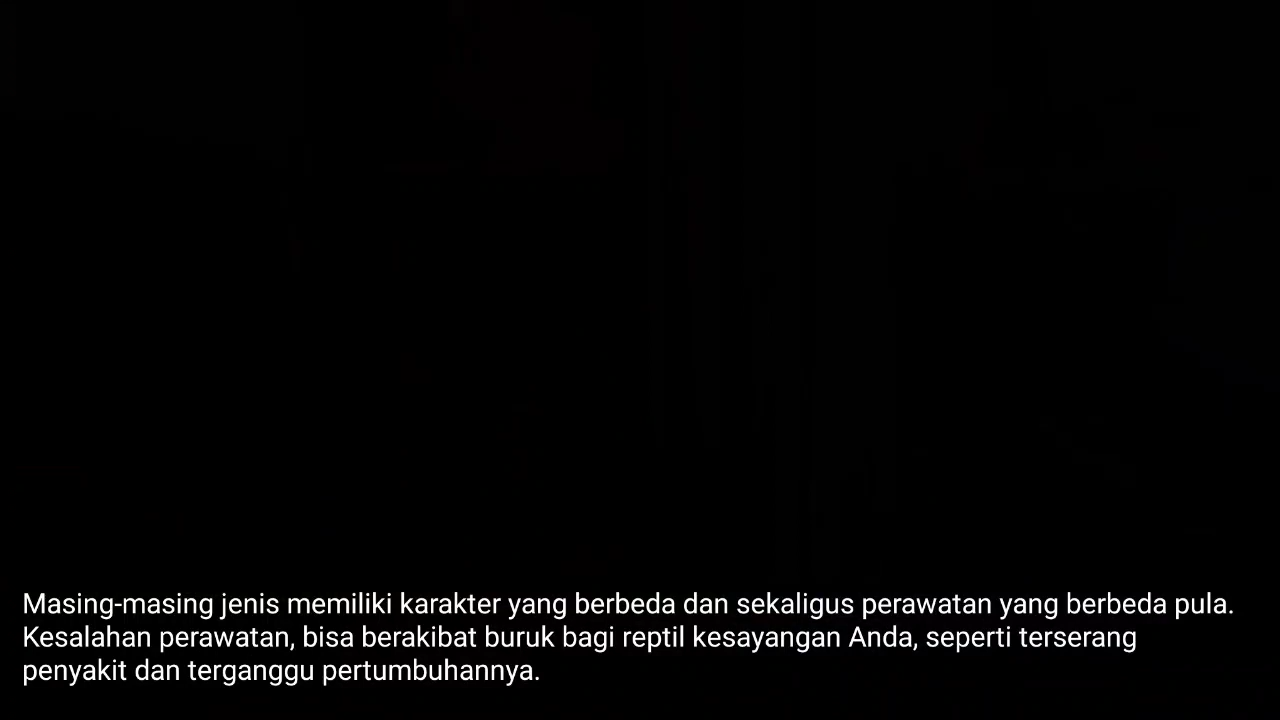 Masing-masing jenis memiliki karakter yang berbeda dan sekaligus perawatan yang berbeda pula.
Kesalahan perawatan, bisa berakibat buruk bagi reptil kesayangan Anda, seperti terserang
penyakit dan terganggu pertumbuhannya.